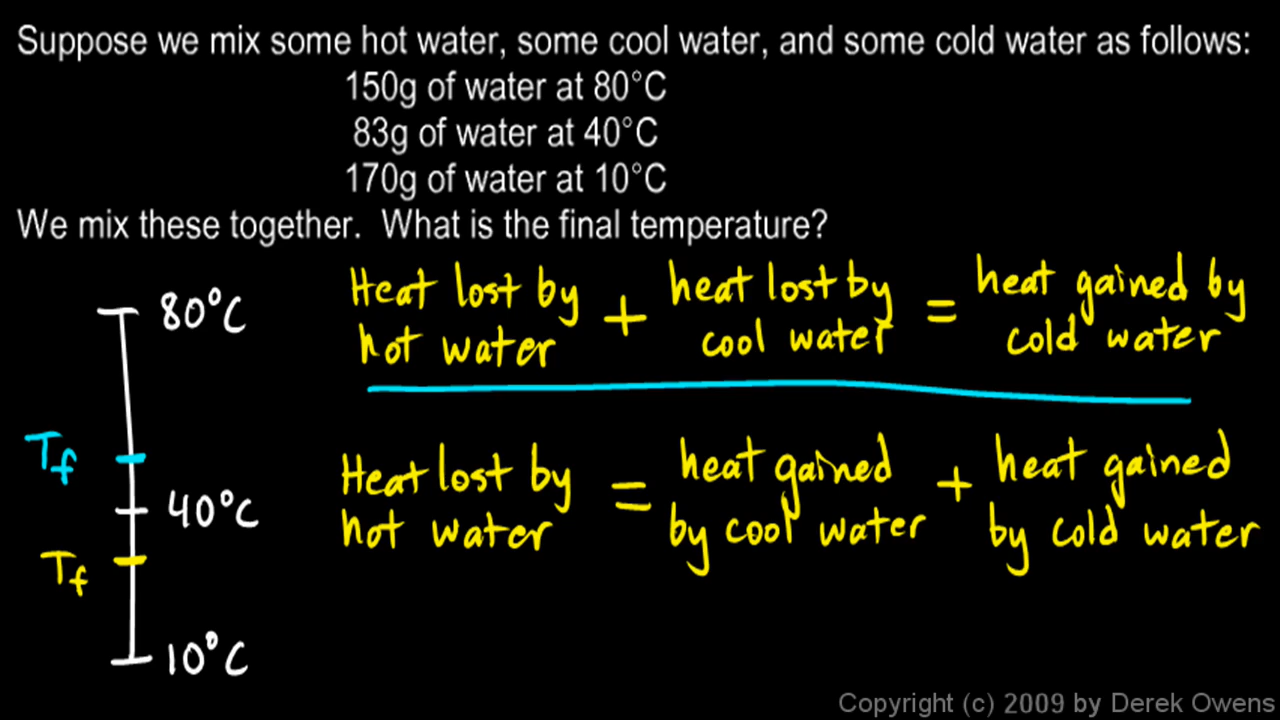 Suppose we mix some hot water, some cool water, and some cold water as follows:
150g of water at 80°C
83g of water at 40°C
170g of water at 10°C
We mix these together.  What is the final temperature?
80°C
Tf
40°C
Tf
10°C
Heat lost by
hot water
+
heat lost by
cool water
=
heat gained by
cold water
Heat lost by
hot water
=
heat gained
by cool water
+
heat gained
by cold water
Copyright (c) 2009 by Derek Owens